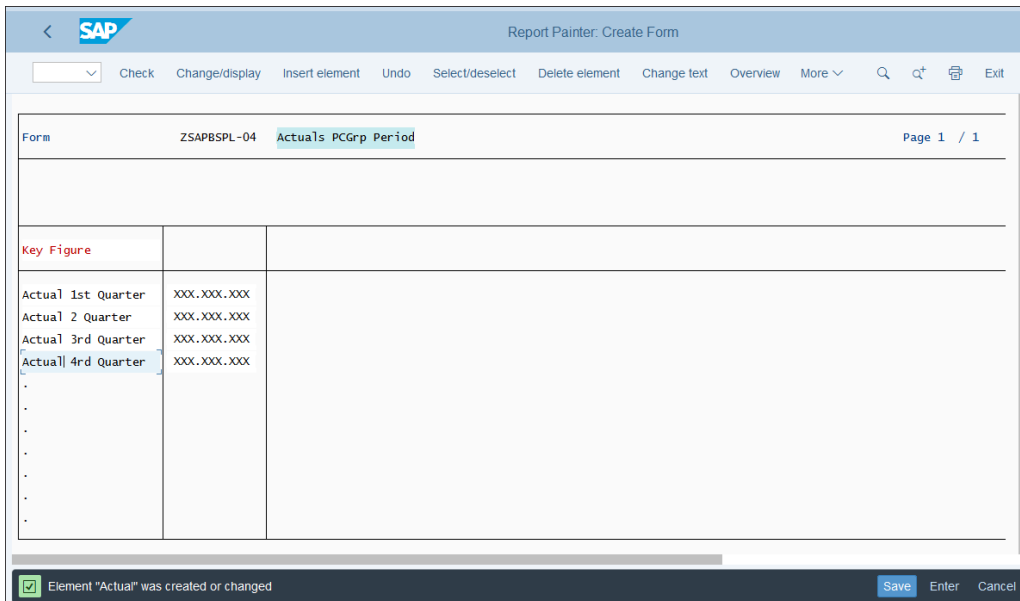 SAP Report Painter: Create Form
Check Change/display Insert element Undo Select/deselect Delete element Change text Overview More Exit
Form ZSAPBSPL-04 Actuals PCGrp Period Page 1 / 1
Key Figure
Actual 1st Quarter XXX.XXX.XXX
Actual 2 Quarter XXX.XXX.XXX
Actual 3rd Quarter XXX.XXX.XXX
Actual 4rd Quarter XXX.XXX.XXX
.
.
.
.
.
.
.
Element "Actual" was created or changed Save Enter Cancel